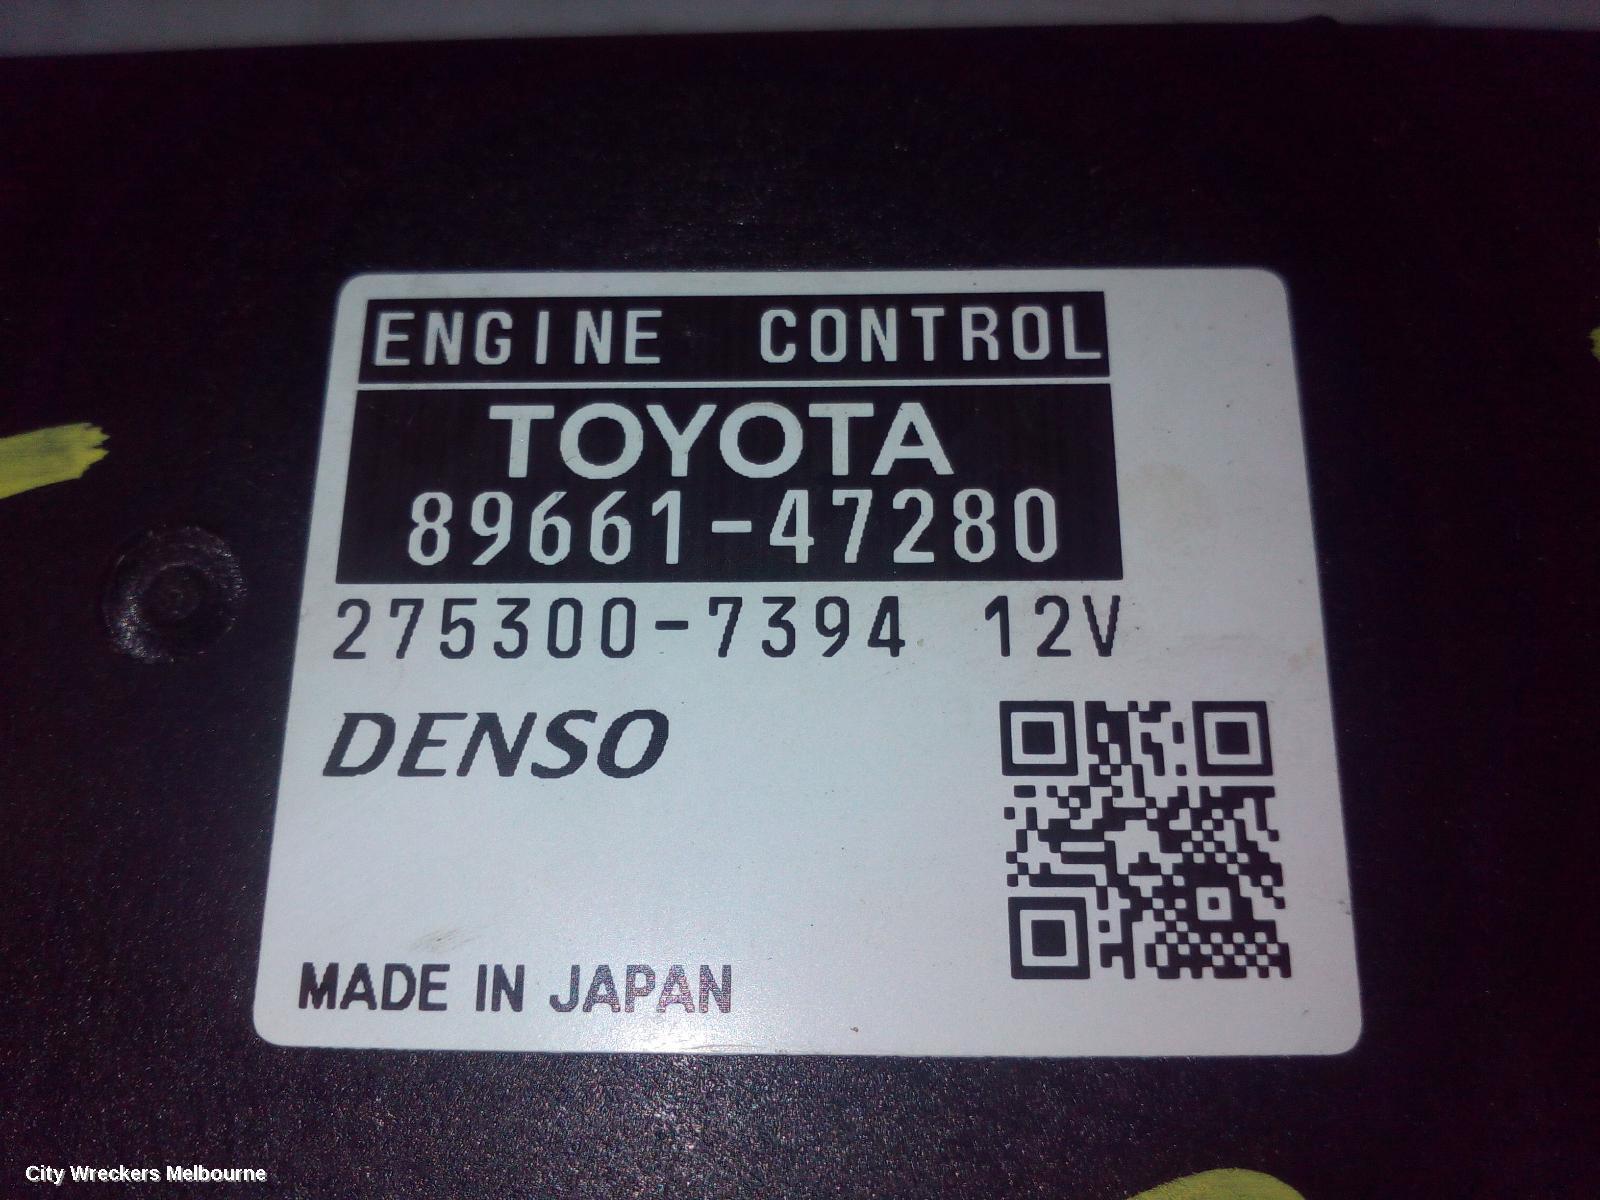 ENGINE CONTROL
TOYOTA
89661-47280
275300-7394 12V
DENSO
MADE IN JAPAN
City Wreckers Melbourne